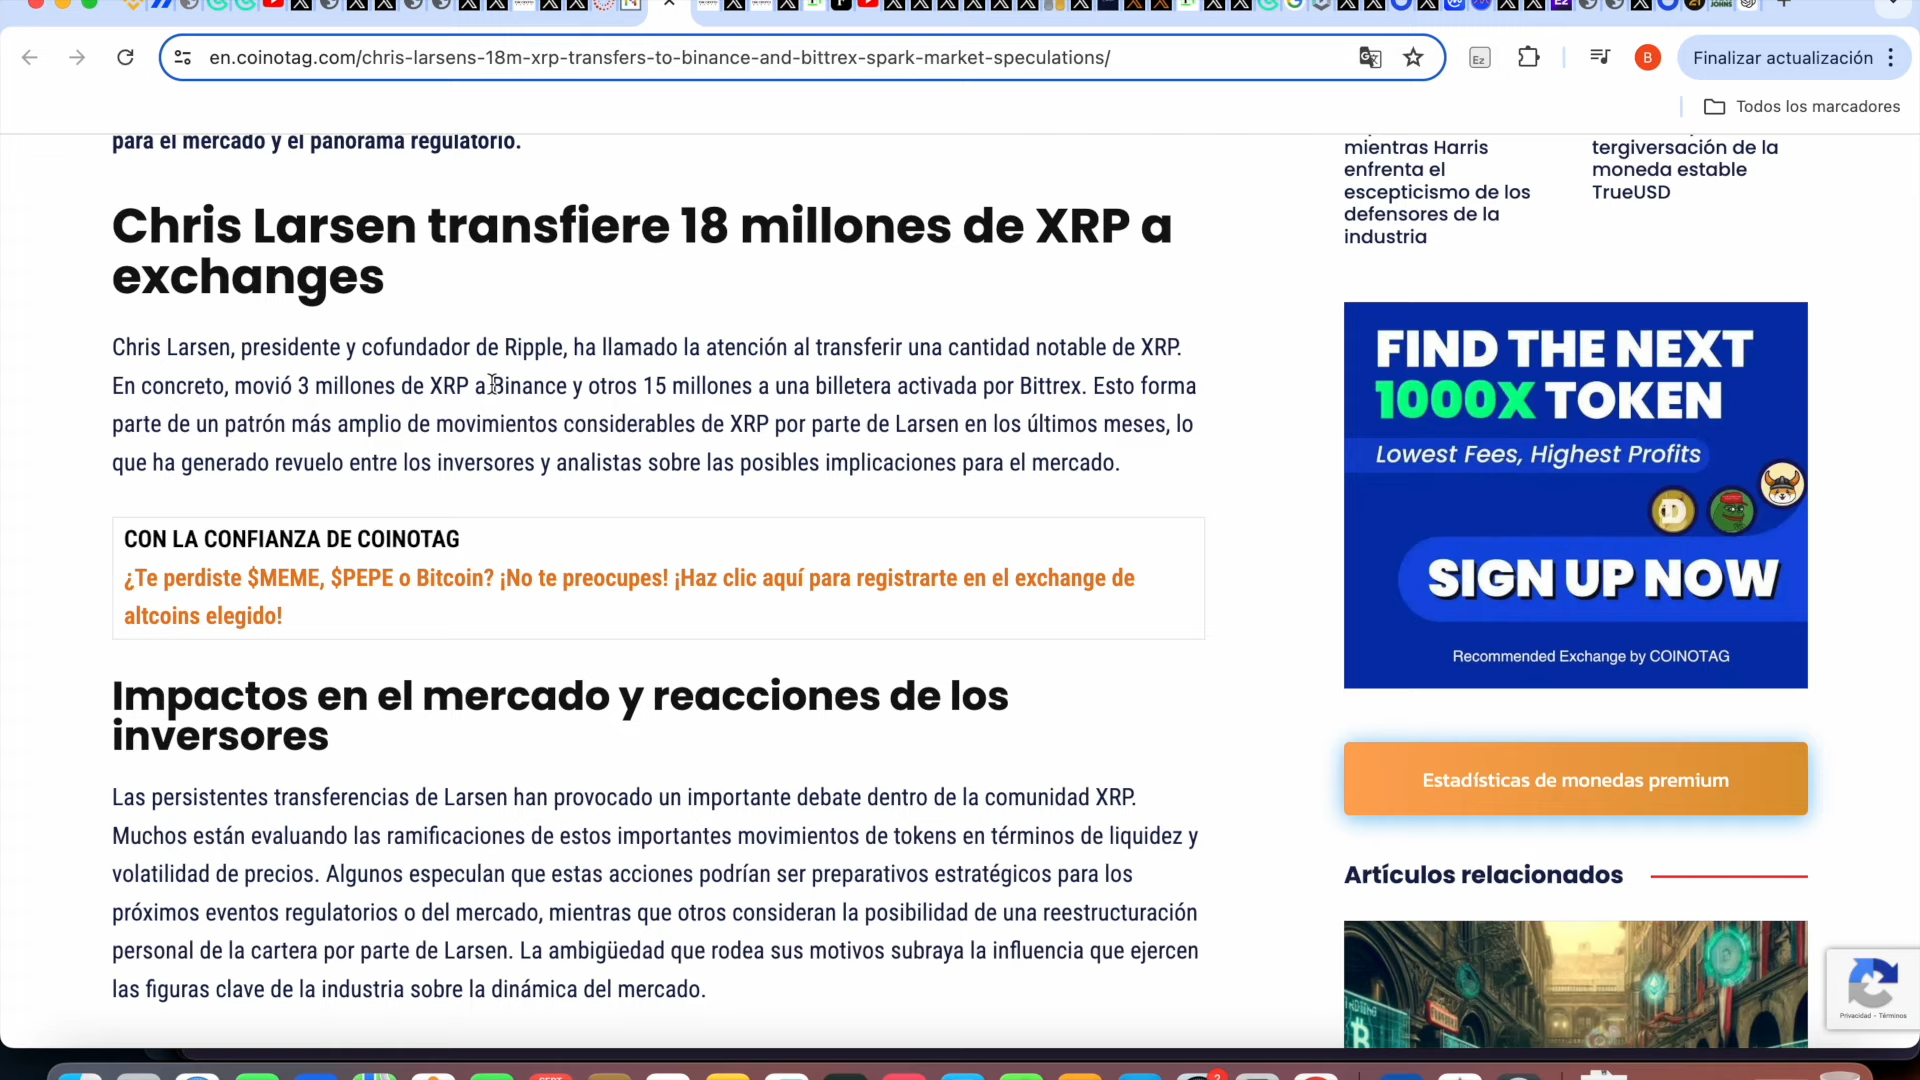 en.coinotag.com/chris-larsens-18m-xrp-transfers-to-binance-and-bittrex-spark-market-speculations/
Ez
B
Finalizar actualización
Todos los marcadores
para el mercado y el panorama regulatorio.
Chris Larsen transfiere 18 millones de XRP a
exchanges
Chris Larsen, presidente y cofundador de Ripple, ha llamado la atención al transferir una cantidad notable de XRP.
En concreto, movió 3 millones de XRP a Binance y otros 15 millones a una billetera activada por Bittrex. Esto forma
parte de un patrón más amplio de movimientos considerables de XRP por parte de Larsen en los últimos meses, lo
que ha generado revuelo entre los inversores y analistas sobre las posibles implicaciones para el mercado.
CON LA CONFIANZA DE COINOTAG
¿Te perdiste $MEME, $PEPE o Bitcoin? ¡No te preocupes! ¡Haz clic aquí para registrarte en el exchange de
altcoins elegido!
Impactos en el mercado y reacciones de los
inversores
Las persistentes transferencias de Larsen han provocado un importante debate dentro de la comunidad XRP.
Muchos están evaluando las ramificaciones de estos importantes movimientos de tokens en términos de liquidez y
volatilidad de precios. Algunos especulan que estas acciones podrían ser preparativos estratégicos para los
próximos eventos regulatorios o del mercado, mientras que otros consideran la posibilidad de una reestructuración
personal de la cartera por parte de Larsen. La ambigüedad que rodea sus motivos subraya la influencia que ejercen
las figuras clave de la industria sobre la dinámica del mercado.
mientras Harris
enfrenta el
escepticismo de los
defensores de la
industria
tergiversación de la
moneda estable
TrueUSD
FIND THE NEXT
1000X TOKEN
Lowest Fees, Highest Profits
SIGN UP NOW
Recommended Exchange by COINOTAG
Estadísticas de monedas premium
Artículos relacionados
Privacidad - Términos
SEPT
2